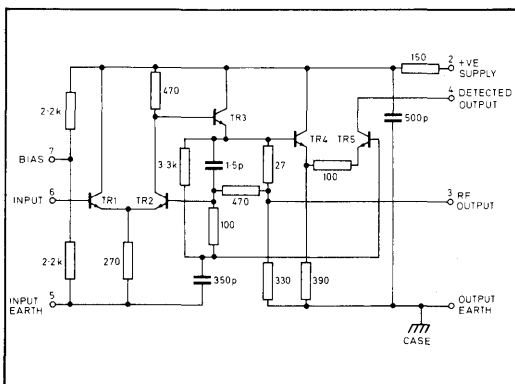 150
2
+VE
SUPPLY
4
DETECTED
OUTPUT
2·2k
470
TR3
500p
TR4
TR5
BIAS
7
3·3k
1·5p
27
100
470
INPUT
6
TR1
TR2
3
RF
OUTPUT
100
2·2k
270
350p
330
390
INPUT
EARTH
5
1
OUTPUT
EARTH
CASE